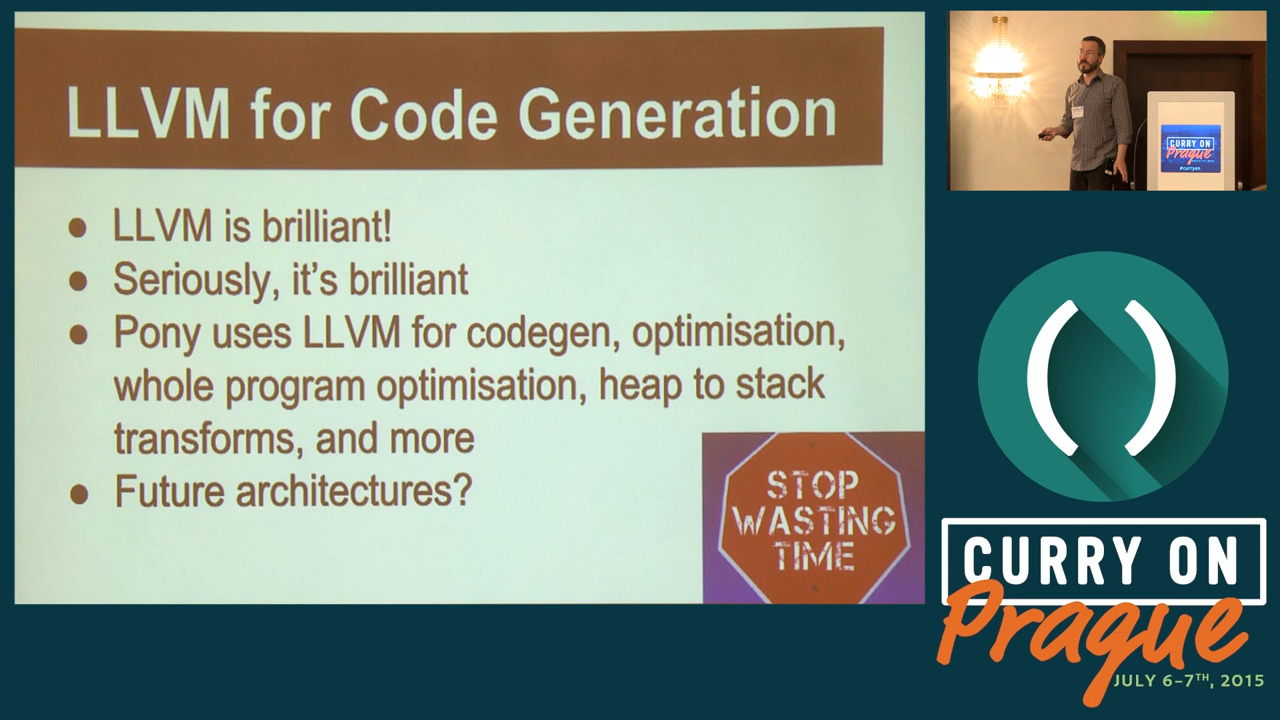 LLVM for Code Generation
● LLVM is brilliant!
● Seriously, it's brilliant
● Pony uses LLVM for codegen, optimisation,
whole program optimisation, heap to stack
transforms, and more
● Future architectures?
STOP
WASTING
TIME
CURRY ON
Prague
#curryon
()
CURRY ON
Prague
JULY 6–7TH, 2015